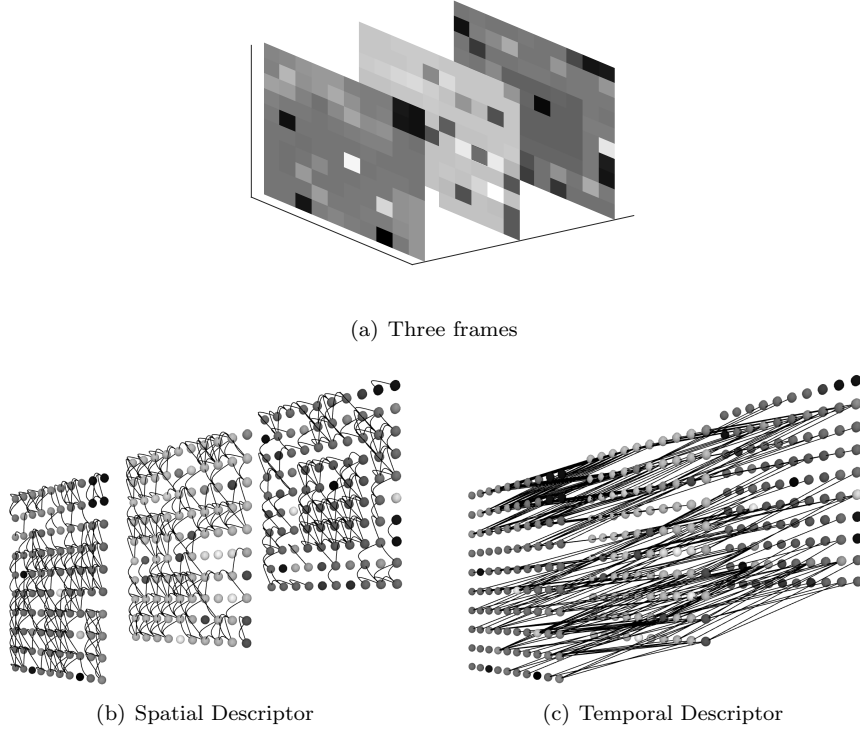 (a) Three frames
(b) Spatial Descriptor
(c) Temporal Descriptor